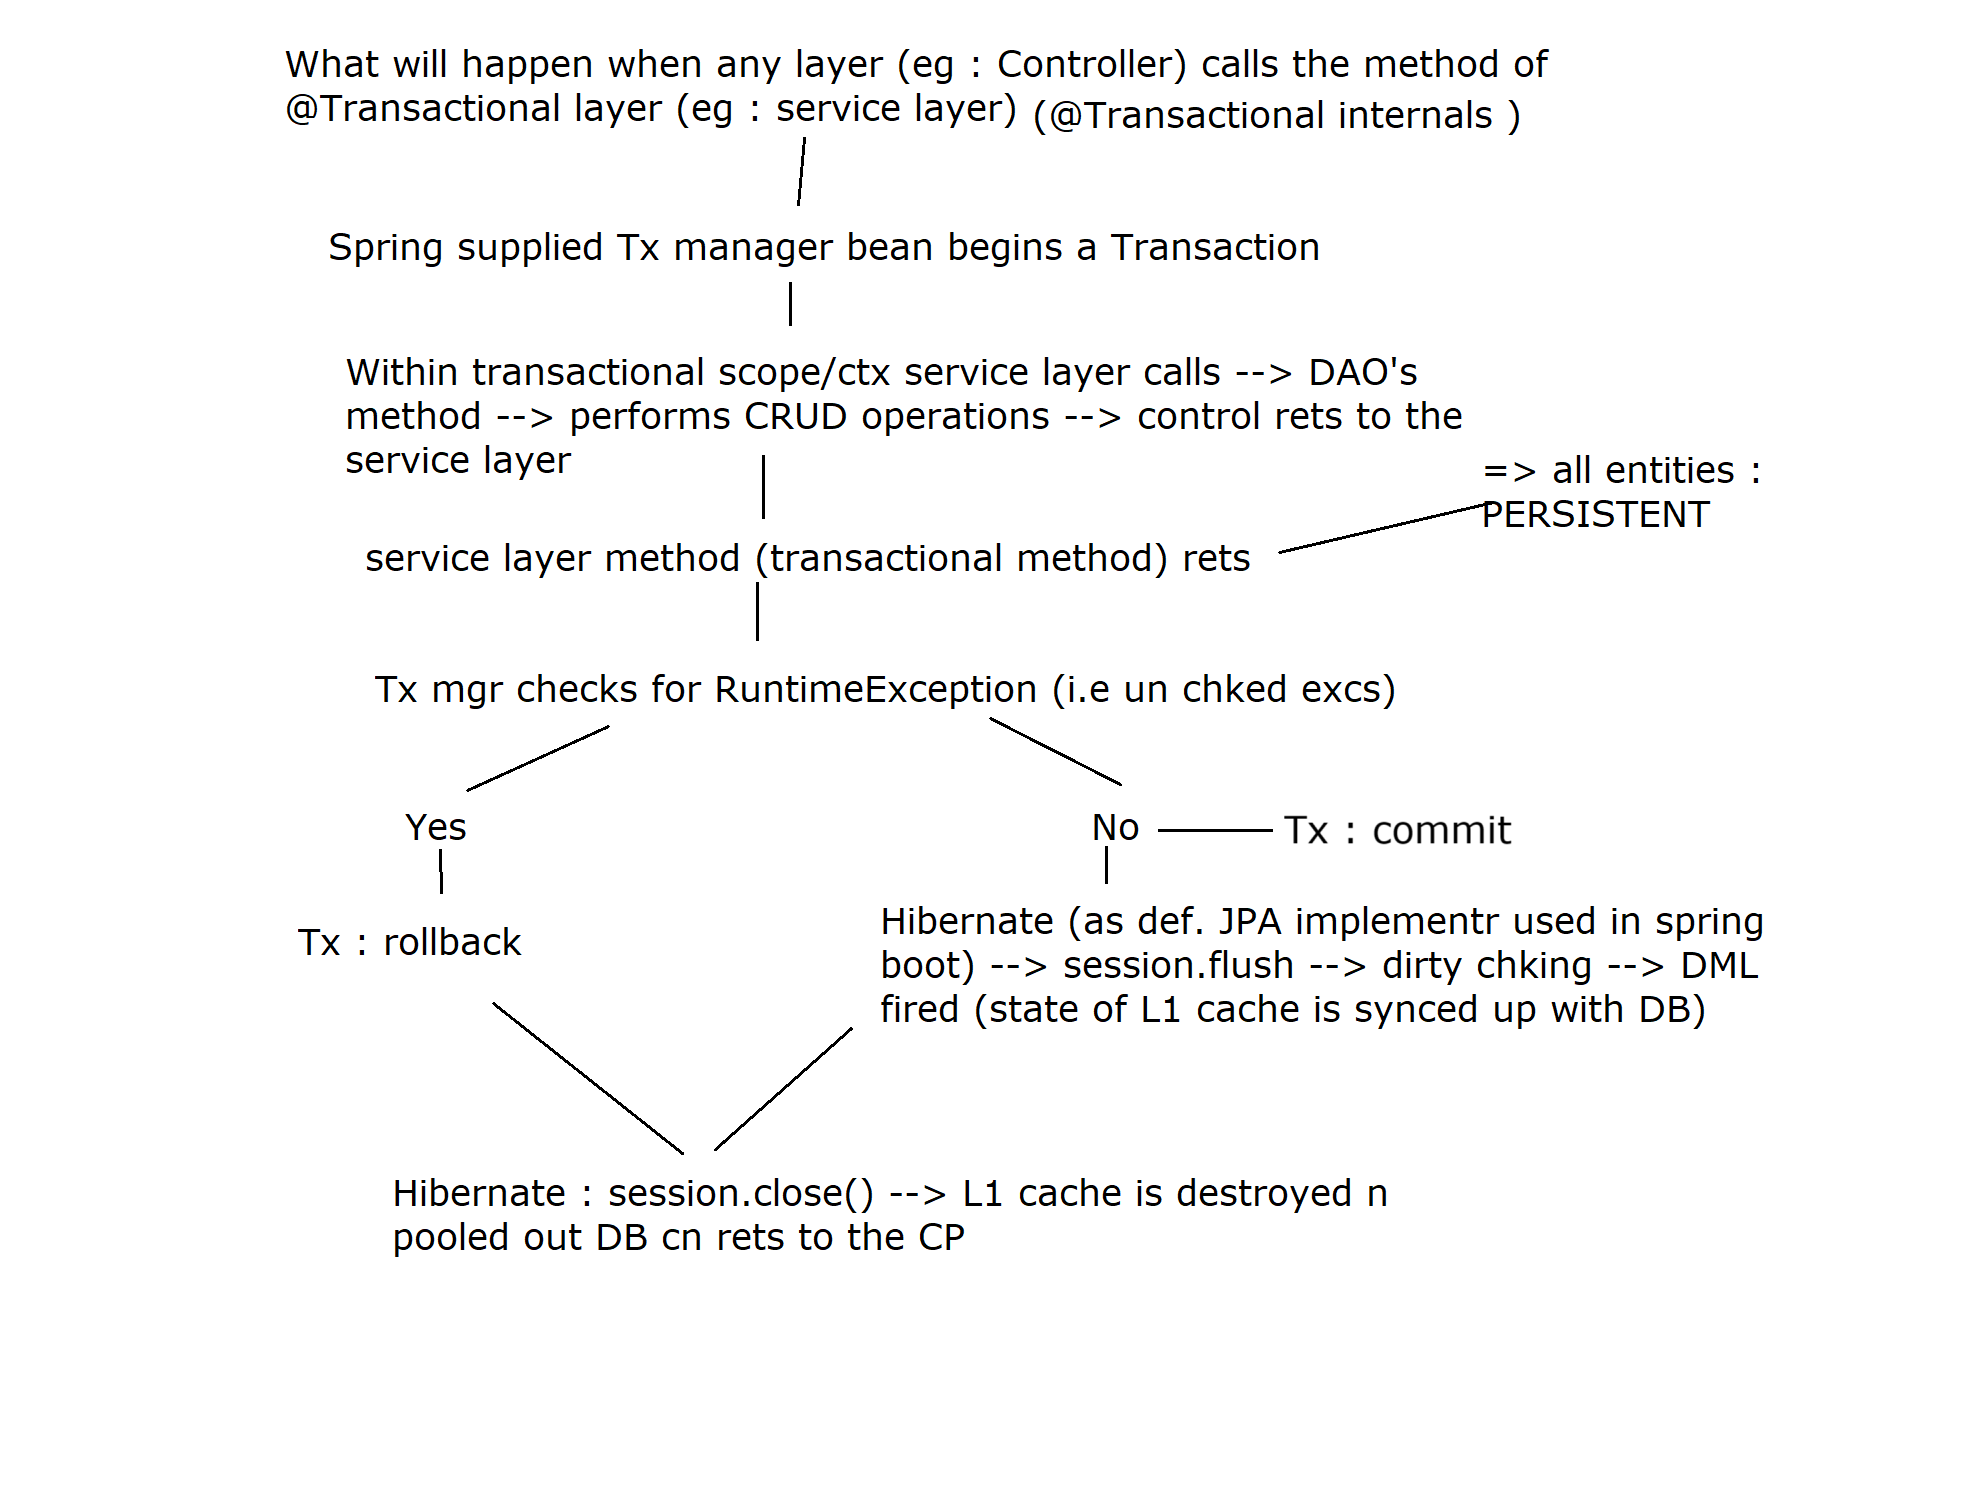 What will happen when any layer (eg : Controller) calls the method of
@Transactional layer (eg : service layer) (@Transactional internals )
Spring supplied Tx manager bean begins a Transaction
Within transactional scope/ctx service layer calls --> DAO's
method --> performs CRUD operations --> control rets to the
service layer
=> all entities :
PERSISTENT
service layer method (transactional method) rets
Tx mgr checks for RuntimeException (i.e un chked excs)
Yes
No
Tx : commit
Tx : rollback
Hibernate (as def. JPA implementr used in spring
boot) --> session.flush --> dirty chking --> DML
fired (state of L1 cache is synced up with DB)
Hibernate : session.close() --> L1 cache is destroyed n
pooled out DB cn rets to the CP